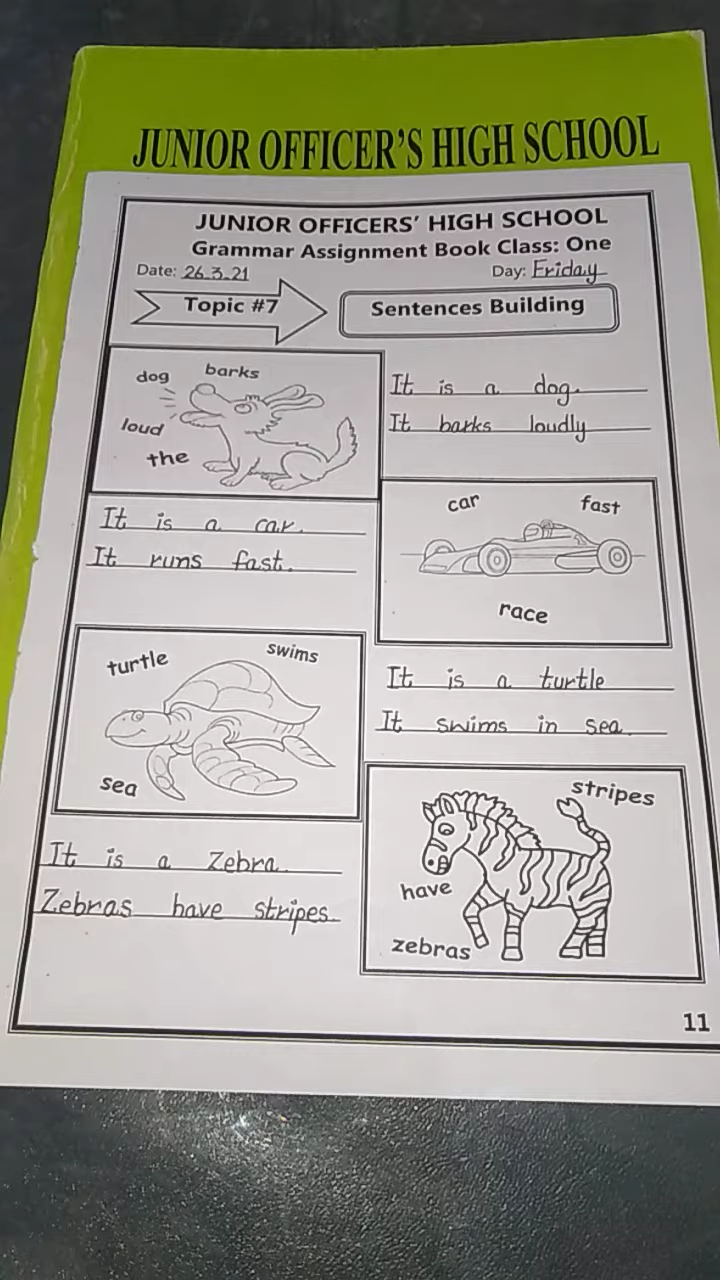 JUNIOR OFFICER'S HIGH SCHOOL
JUNIOR OFFICERS' HIGH SCHOOL
Grammar Assignment Book Class: One
Date: 26.3.21 Day: Friday
Topic #7 Sentences Building
dog barks
loud
the
It is a dog.
It barks loudly
It is a car.
It runs fast.
car fast
race
turtle swims
sea
It is a turtle
It swims in sea.
It is a Zebra.
Zebras have stripes.
stripes
have
zebras
11